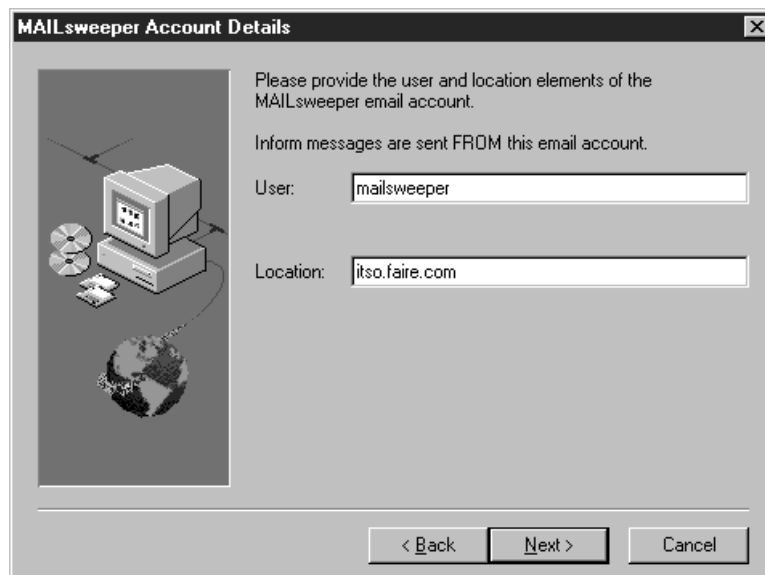 MAILsweeper Account Details
Please provide the user and location elements of the
MAILsweeper email account.
Inform messages are sent FROM this email account.
User: mailsweeper
Location: itso.faire.com
< Back Next > Cancel